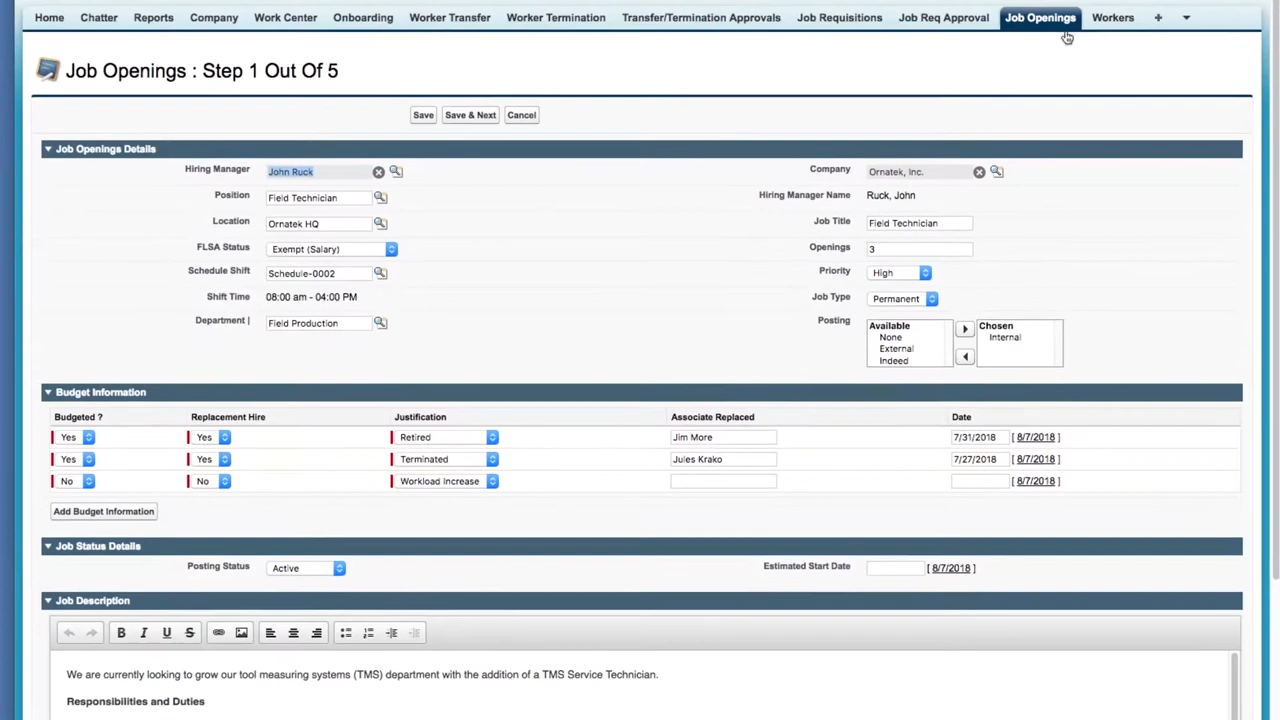 Home Chatter Reports Company Work Center Onboarding Worker Transfer Worker Termination Transfer/Termination Approvals Job Requisitions Job Req Approval Job Openings Workers +
Job Openings : Step 1 Out Of 5
Save Save & Next Cancel
Job Openings Details
Hiring Manager John Ruck Company Ornatek, Inc.
Position Field Technician Hiring Manager Name Ruck, John
Location Ornatek HQ Job Title Field Technician
FLSA Status Exempt (Salary) Openings 3
Schedule Shift Schedule-0002 Priority High
Shift Time 08:00 am - 04:00 PM Job Type Permanent
Department | Field Production Posting Available Chosen
None Internal
External
Indeed
Budget Information
Budgeted ? Replacement Hire Justification Associate Replaced Date
Yes Yes Retired Jim More 7/31/2018 [ 8/7/2018 ]
Yes Yes Terminated Jules Krako 7/27/2018 [ 8/7/2018 ]
No No Workload Increase [ 8/7/2018 ]
Add Budget Information
Job Status Details
Posting Status Active Estimated Start Date [ 8/7/2018 ]
Job Description
B I U S
We are currently looking to grow our tool measuring systems (TMS) department with the addition of a TMS Service Technician.
Responsibilities and Duties